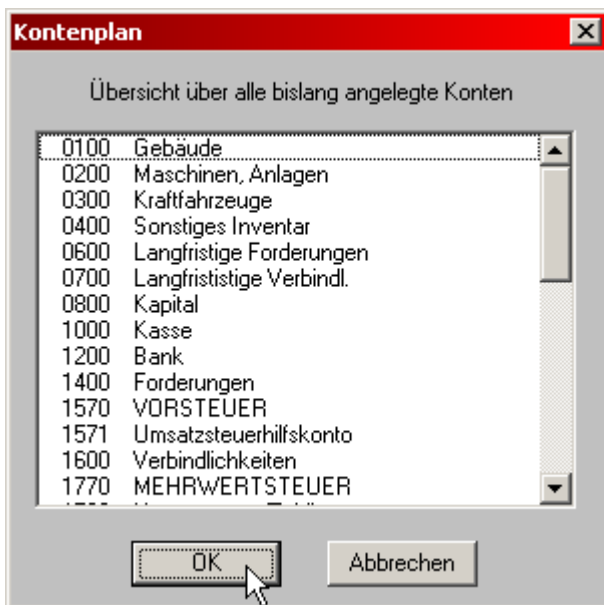 Kontenplan
Übersicht über alle bislang angelegte Konten
0100 Gebäude
0200 Maschinen, Anlagen
0300 Kraftfahrzeuge
0400 Sonstiges Inventar
0600 Langfristige Forderungen
0700 Langfrististige Verbindl.
0800 Kapital
1000 Kasse
1200 Bank
1400 Forderungen
1570 VORSTEUER
1571 Umsatzsteuerhilfskonto
1600 Verbindlichkeiten
1770 MEHRWERTSTEUER
OK Abbrechen